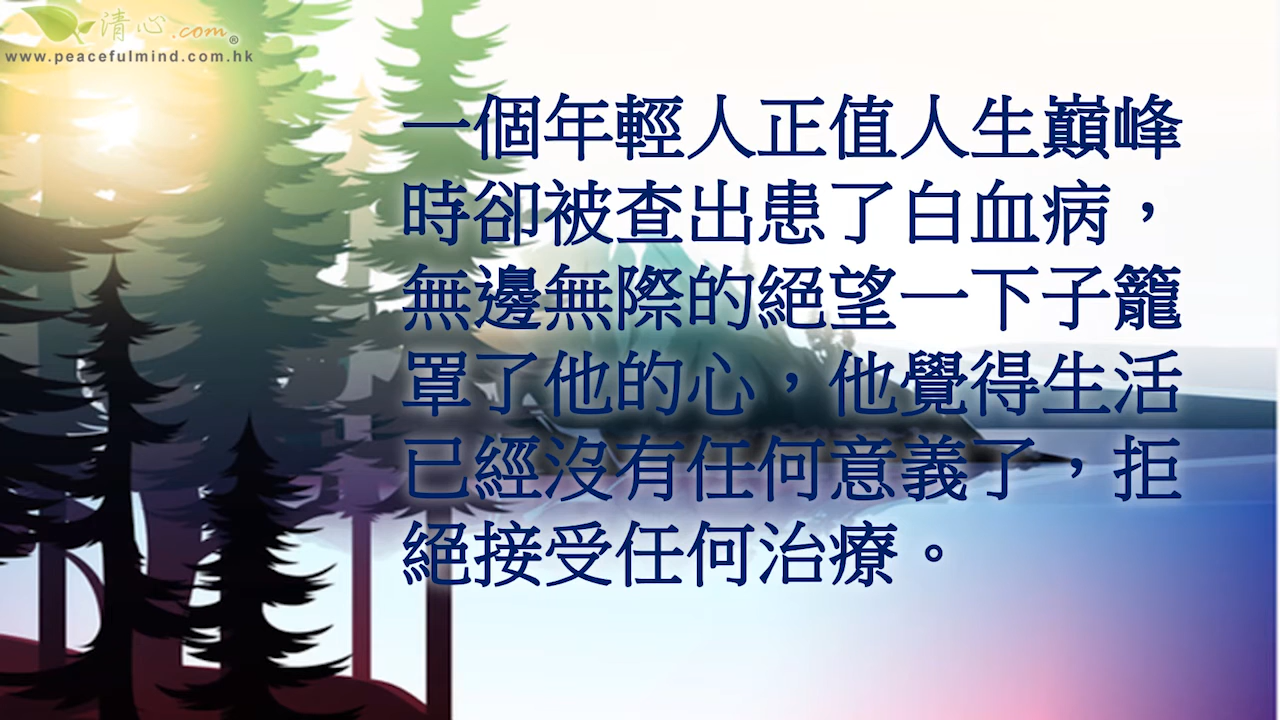 清心.com®
www.peacefulmind.com.hk
一個年輕人正值人生巔峰
時卻被查出患了白血病，
無邊無際的絕望一下子籠
罩了他的心，他覺得生活
已經沒有任何意義了，拒
絕接受任何治療。